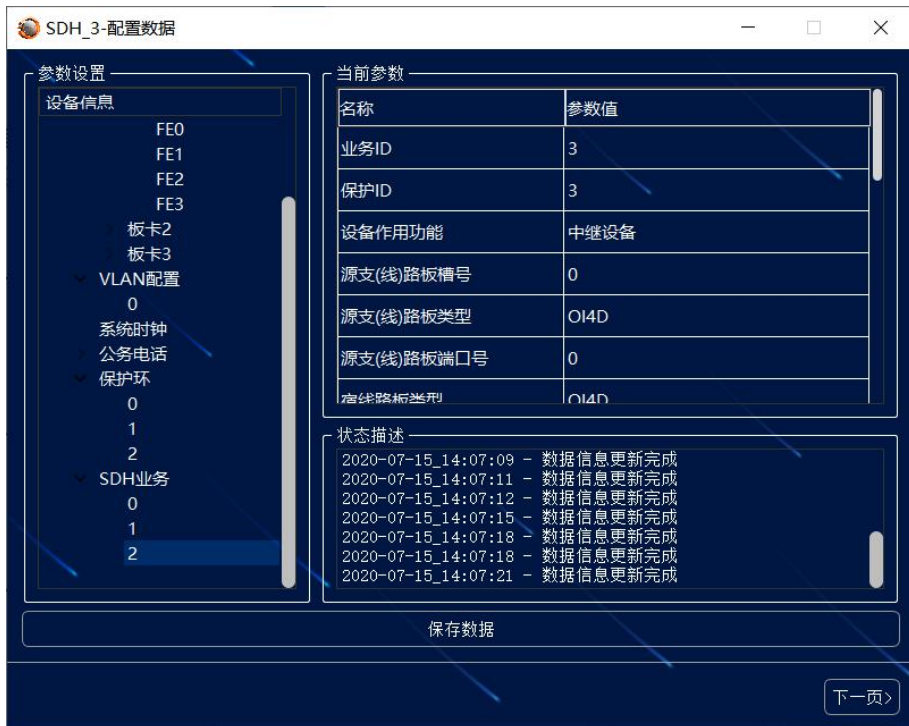 SDH_3-配置数据
参数设置
设备信息
FE0
FE1
FE2
FE3
板卡2
板卡3
VLAN配置
0
系统时钟
公务电话
保护环
0
1
2
SDH业务
0
1
2
当前参数
名称 参数值
业务ID 3
保护ID 3
设备作用功能 中继设备
源支(线)路板槽号 0
源支(线)路板类型 OI4D
源支(线)路板端口号 0
宿线路板类型 OI4D
状态描述
2020-07-15_14:07:09 - 数据信息更新完成
2020-07-15_14:07:11 - 数据信息更新完成
2020-07-15_14:07:12 - 数据信息更新完成
2020-07-15_14:07:15 - 数据信息更新完成
2020-07-15_14:07:18 - 数据信息更新完成
2020-07-15_14:07:18 - 数据信息更新完成
2020-07-15_14:07:21 - 数据信息更新完成
保存数据
下一页>